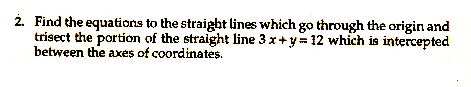 2. Find the equations to the straight lines which go through the origin and
trisect the portion of the straight line 3 x + y = 12 which is intercepted
between the axes of coordinates.